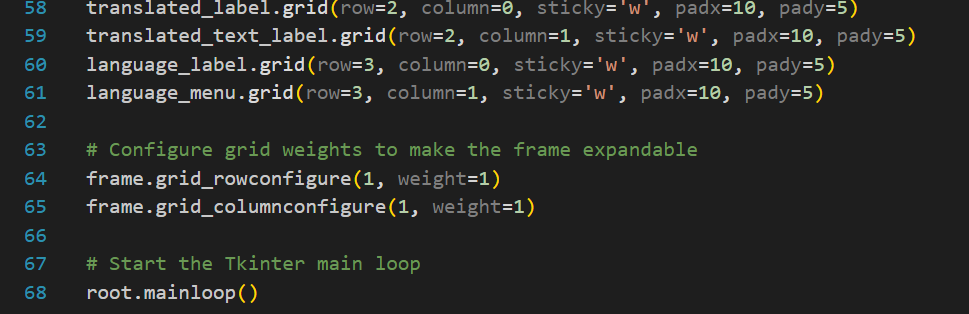 58 translated_label.grid(row=2, column=0, sticky='w', padx=10, pady=5)
59 translated_text_label.grid(row=2, column=1, sticky='w', padx=10, pady=5)
60 language_label.grid(row=3, column=0, sticky='w', padx=10, pady=5)
61 language_menu.grid(row=3, column=1, sticky='w', padx=10, pady=5)
62
63 # Configure grid weights to make the frame expandable
64 frame.grid_rowconfigure(1, weight=1)
65 frame.grid_columnconfigure(1, weight=1)
66
67 # Start the Tkinter main loop
68 root.mainloop()